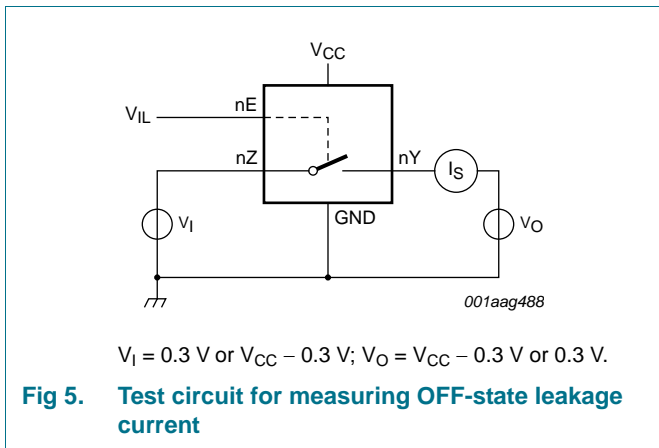 VCC
VIL
nE
nZ
nY
IS
VI
GND
VO
001aag488
VI = 0.3 V or VCC − 0.3 V; VO = VCC − 0.3 V or 0.3 V.
Fig 5. Test circuit for measuring OFF-state leakage
current